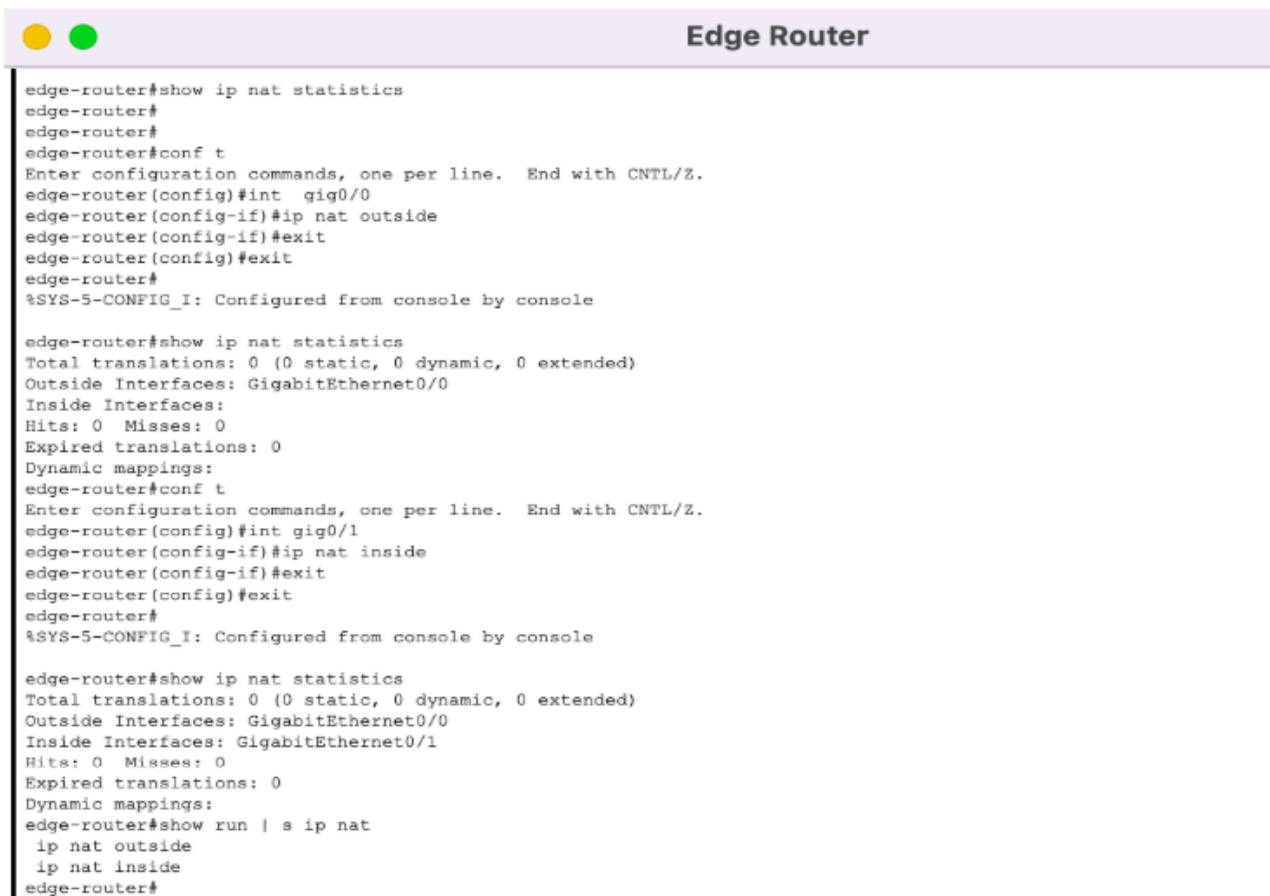 Edge Router
edge-router#show ip nat statistics
edge-router#
edge-router#
edge-router#conf t
Enter configuration commands, one per line.  End with CNTL/Z.
edge-router(config)#int  gig0/0
edge-router(config-if)#ip nat outside
edge-router(config-if)#exit
edge-router(config)#exit
edge-router#
%SYS-5-CONFIG_I: Configured from console by console
edge-router#show ip nat statistics
Total translations: 0 (0 static, 0 dynamic, 0 extended)
Outside Interfaces: GigabitEthernet0/0
Inside Interfaces:
Hits: 0  Misses: 0
Expired translations: 0
Dynamic mappings:
edge-router#conf t
Enter configuration commands, one per line.  End with CNTL/Z.
edge-router(config)#int gig0/1
edge-router(config-if)#ip nat inside
edge-router(config-if)#exit
edge-router(config)#exit
edge-router#
%SYS-5-CONFIG_I: Configured from console by console
edge-router#show ip nat statistics
Total translations: 0 (0 static, 0 dynamic, 0 extended)
Outside Interfaces: GigabitEthernet0/0
Inside Interfaces: GigabitEthernet0/1
Hits: 0  Misses: 0
Expired translations: 0
Dynamic mappings:
edge-router#show run | s ip nat
 ip nat outside
 ip nat inside
edge-router#